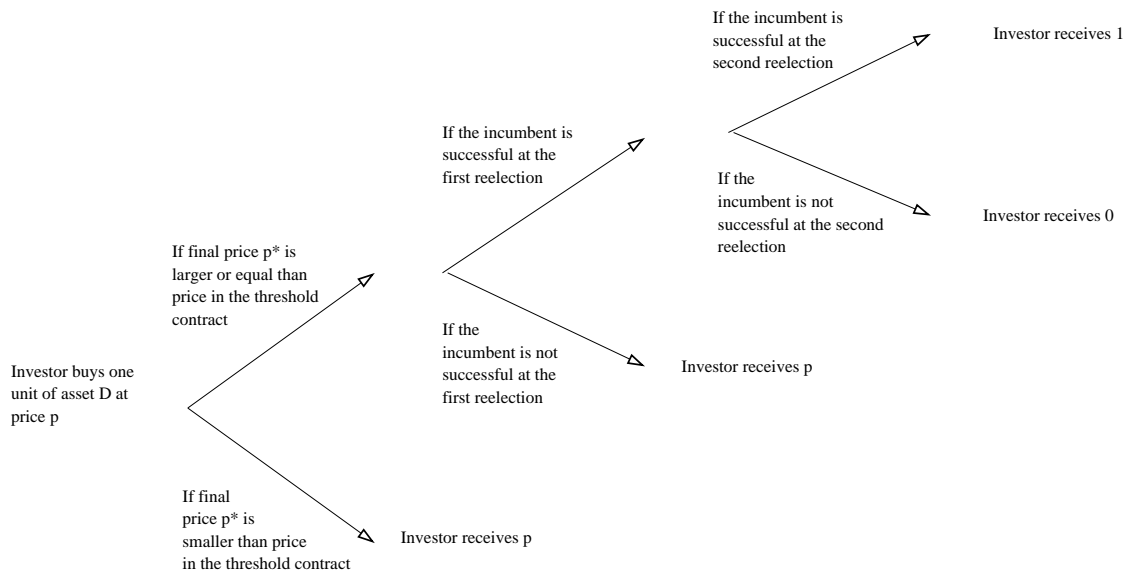 Investor buys one
unit of asset D at
price p
If final price p* is
larger or equal than
price in the threshold
contract
If final
price p* is
smaller than price
in the threshold contract
Investor receives p
If the incumbent is
successful at the
first reelection
If the
incumbent is not
successful at the
first reelection
Investor receives p
If the incumbent is
successful at the
second reelection
Investor receives 1
If the
incumbent is not
successful at the second
reelection
Investor receives 0